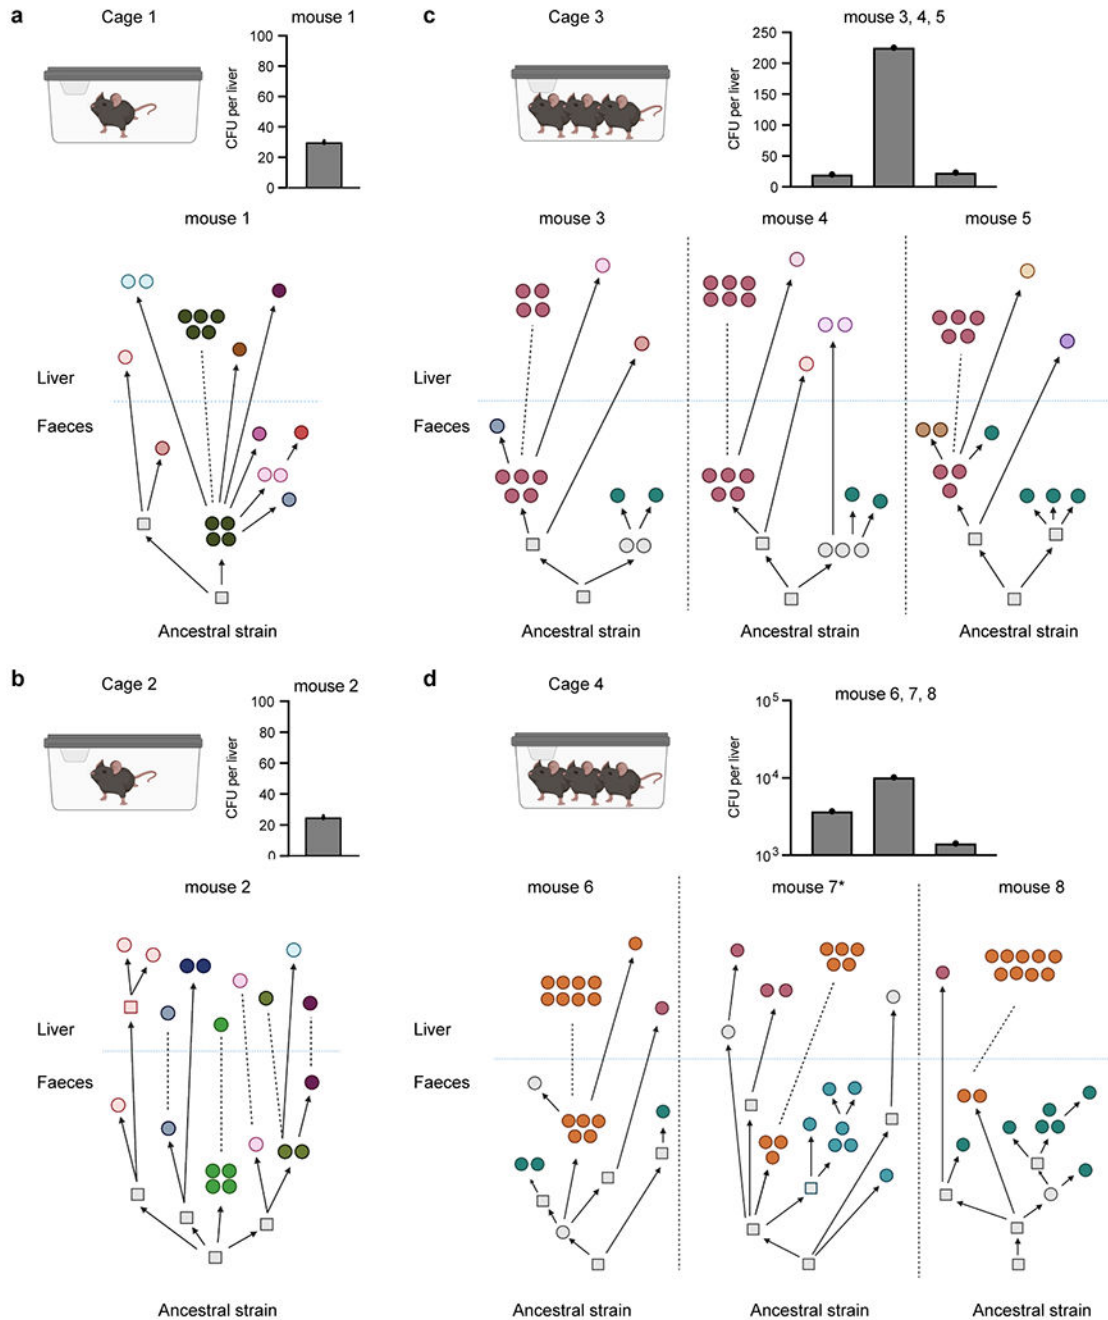 a
Cage 1
mouse 1
CFU per liver
100
80
60
40
20
0
mouse 1
Liver
Faeces
Ancestral strain
c
Cage 3
mouse 3, 4, 5
CFU per liver
250
200
150
100
50
0
mouse 3
mouse 4
mouse 5
Liver
Faeces
Ancestral strain
Ancestral strain
Ancestral strain
b
Cage 2
mouse 2
CFU per liver
100
80
60
40
20
0
mouse 2
Liver
Faeces
Ancestral strain
d
Cage 4
mouse 6, 7, 8
CFU per liver
10⁵
10⁴
10³
mouse 6
mouse 7*
mouse 8
Liver
Faeces
Ancestral strain
Ancestral strain
Ancestral strain